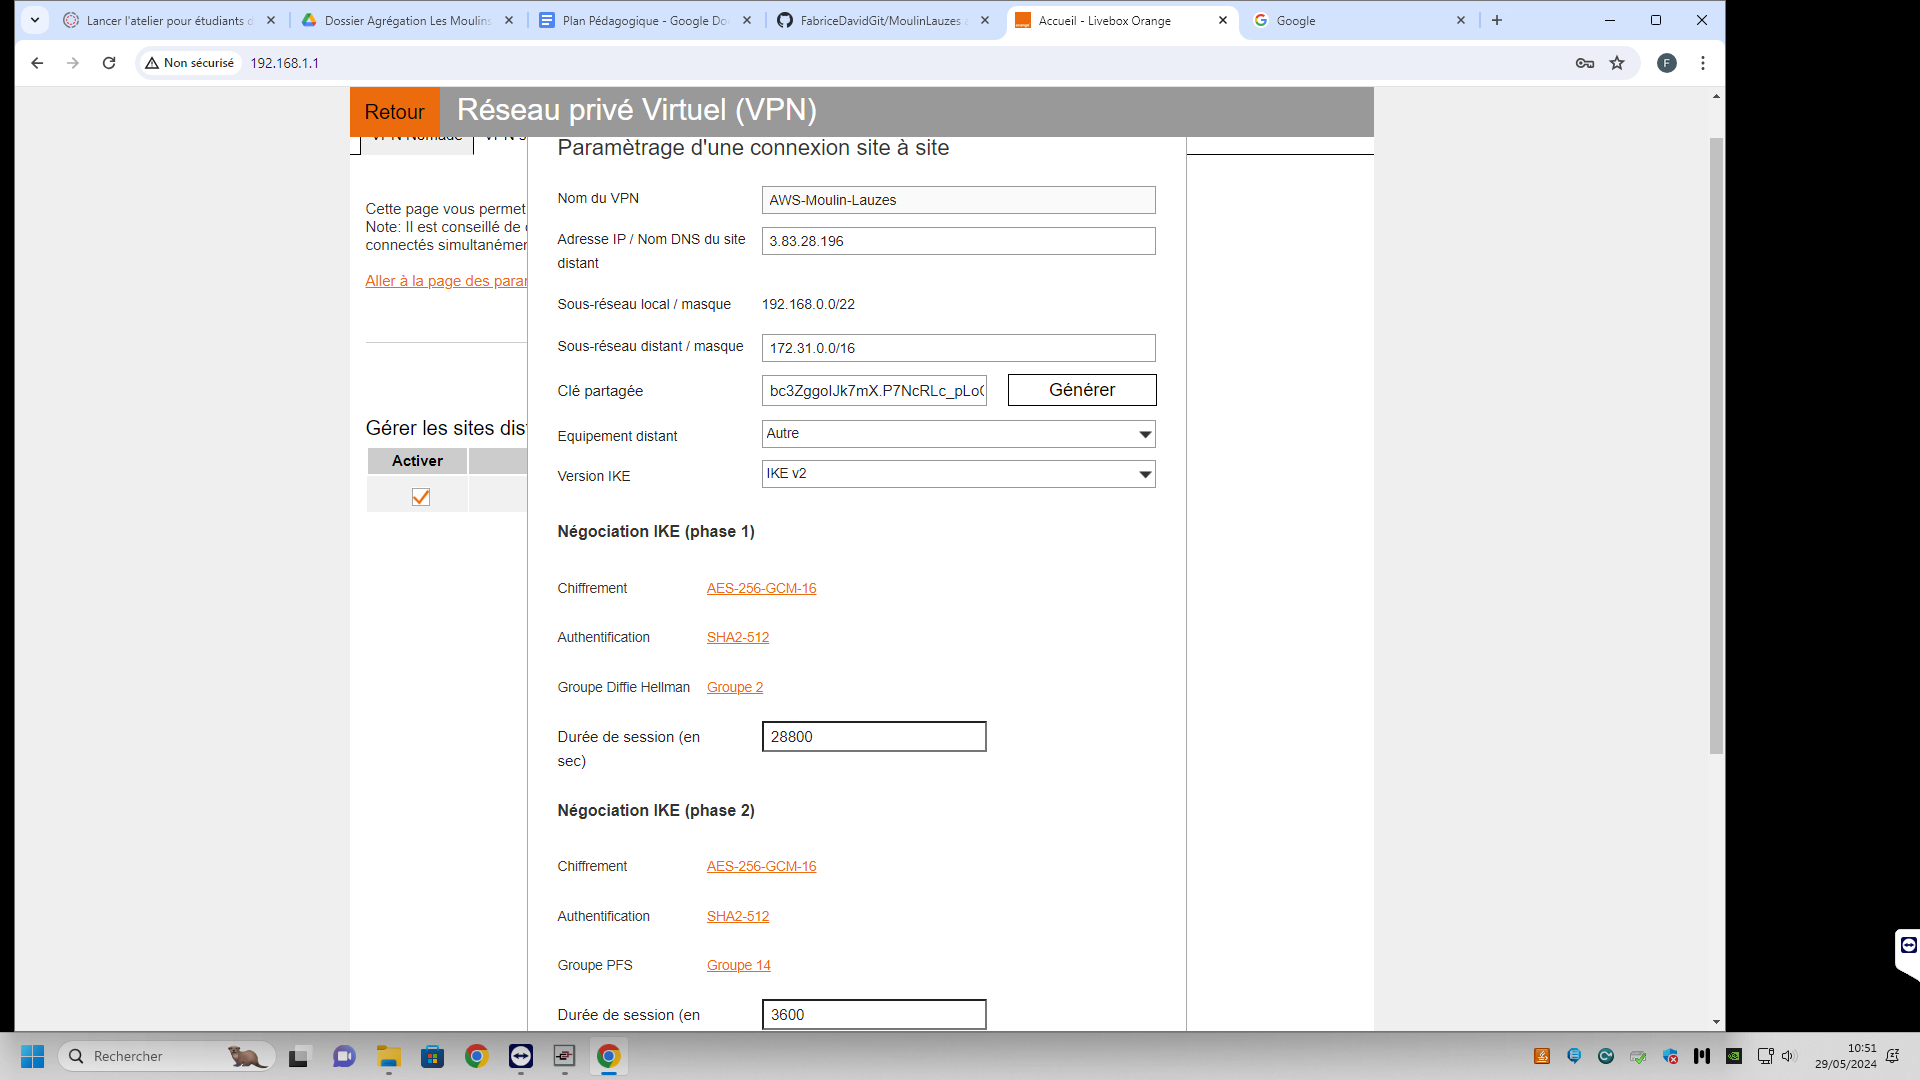 Lancer l'atelier pour étudiants d
Dossier Agrégation Les Moulins
Plan Pédagogique - Google Do
FabriceDavidGit/MoulinLauzes
Accueil - Livebox Orange
Google
Non sécurisé
192.168.1.1
F
Retour
Réseau privé Virtuel (VPN)
VPN Nomade
VPN s
Paramètrage d'une connexion site à site
Cette page vous permet
Note: Il est conseillé de
connectés simultanémer
Aller à la page des parar
Nom du VPN
AWS-Moulin-Lauzes
Adresse IP / Nom DNS du site
distant
3.83.28.196
Sous-réseau local / masque
192.168.0.0/22
Sous-réseau distant / masque
172.31.0.0/16
Clé partagée
bc3ZggoIJk7mX.P7NcRLc_pLo
Générer
Equipement distant
Autre
Version IKE
IKE v2
Gérer les sites dis
Activer
Négociation IKE (phase 1)
Chiffrement
AES-256-GCM-16
Authentification
SHA2-512
Groupe Diffie Hellman
Groupe 2
Durée de session (en
sec)
28800
Négociation IKE (phase 2)
Chiffrement
AES-256-GCM-16
Authentification
SHA2-512
Groupe PFS
Groupe 14
Durée de session (en
3600
Rechercher
10:51
29/05/2024